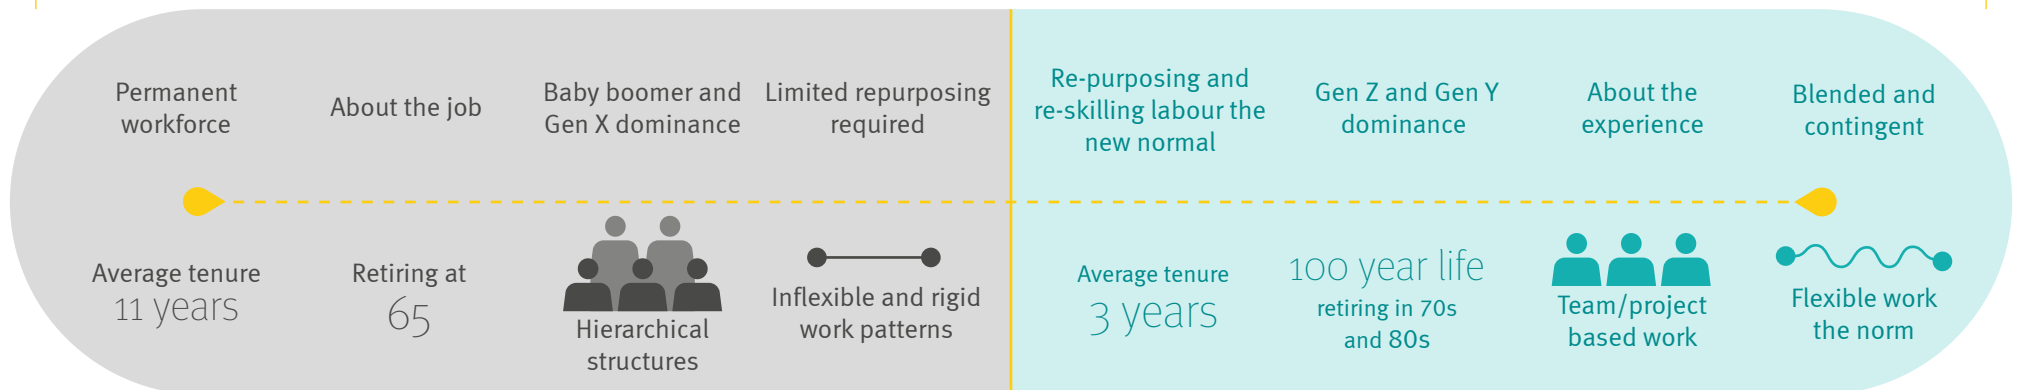 Permanent
workforce
About the job
Baby boomer and
Gen X dominance
Limited repurposing
required
Re-purposing and
re-skilling labour the
new normal
Gen Z and Gen Y
dominance
About the
experience
Blended and
contingent
Average tenure
11 years
Retiring at
65
Hierarchical
structures
Inflexible and rigid
work patterns
Average tenure
3 years
100 year life
retiring in 70s
and 80s
Team/project
based work
Flexible work
the norm